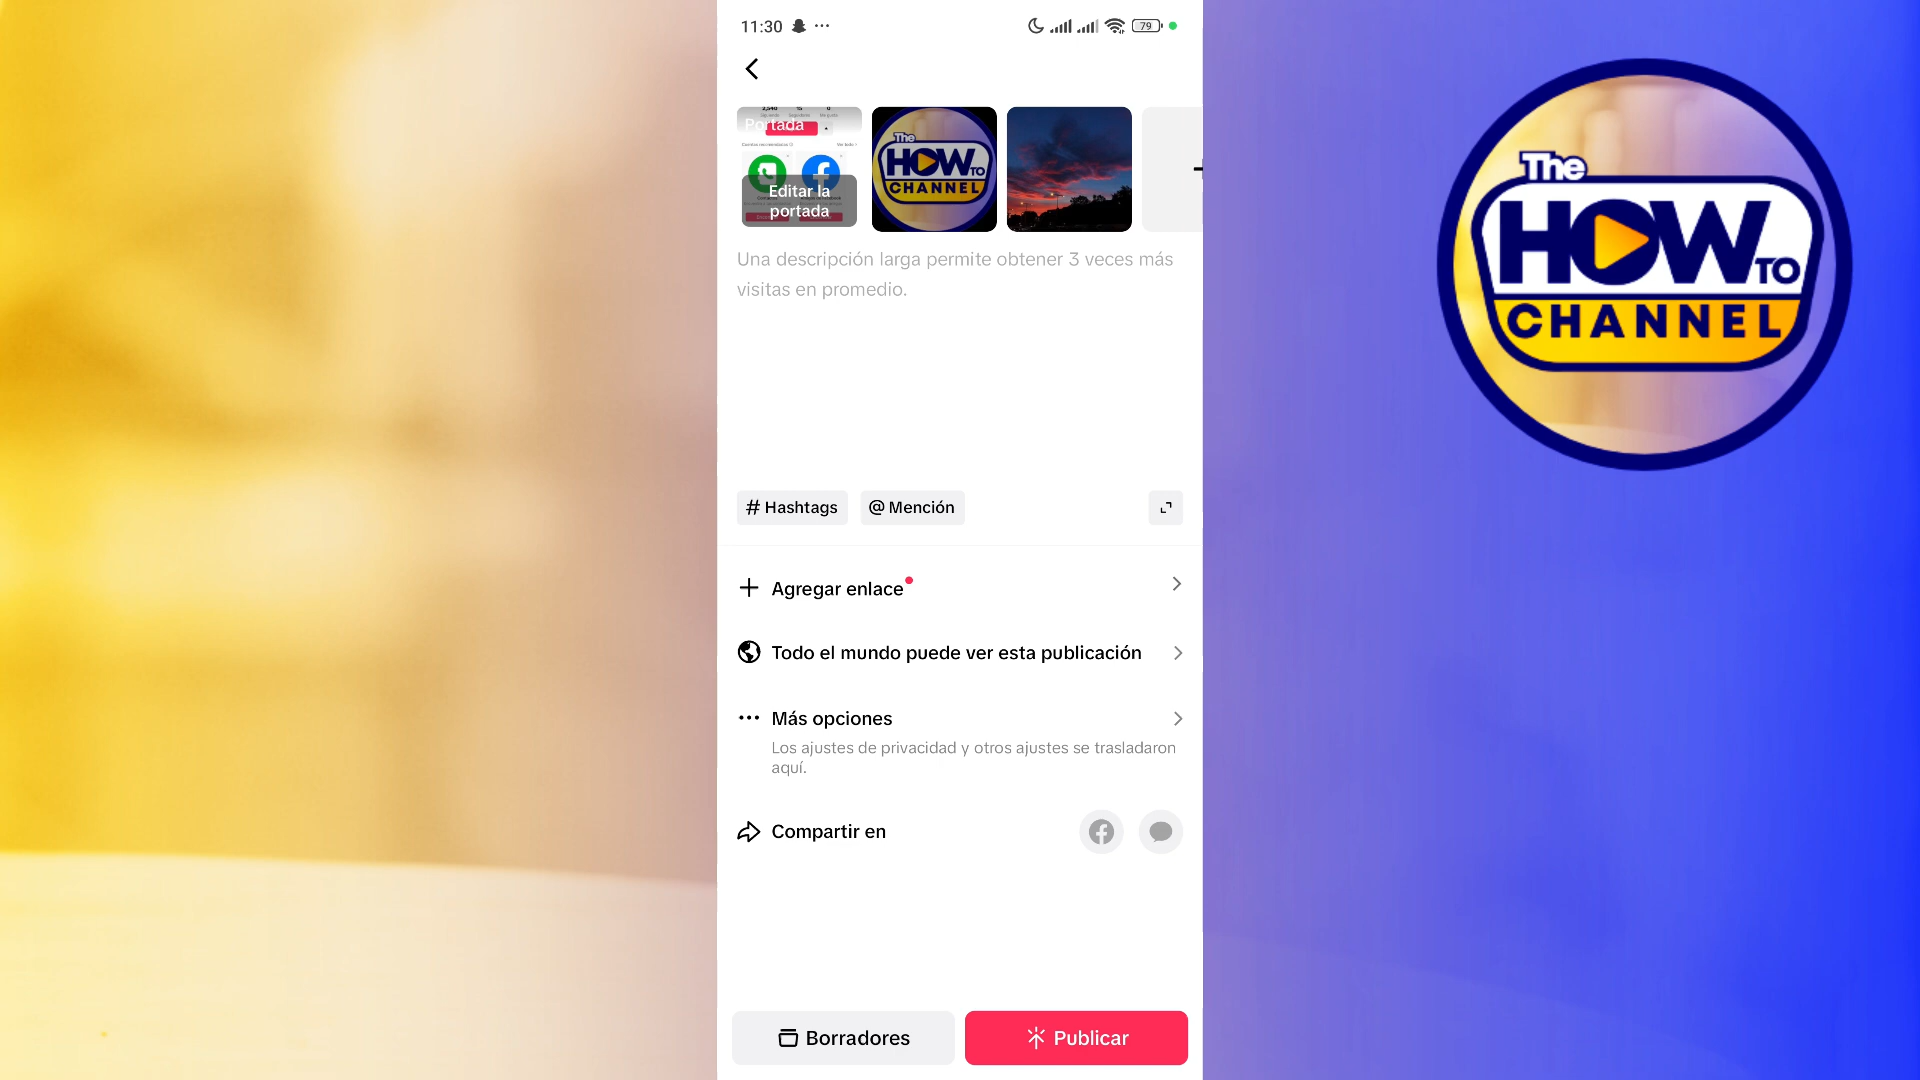 11:30
79
Portada
Editar la
portada
The
HOW TO
CHANNEL
Una descripción larga permite obtener 3 veces más
visitas en promedio.
# Hashtags
@ Mención
Agregar enlace
Todo el mundo puede ver esta publicación
Más opciones
Los ajustes de privacidad y otros ajustes se trasladaron
aquí.
Compartir en
Borradores
Publicar
The
HOW TO
CHANNEL